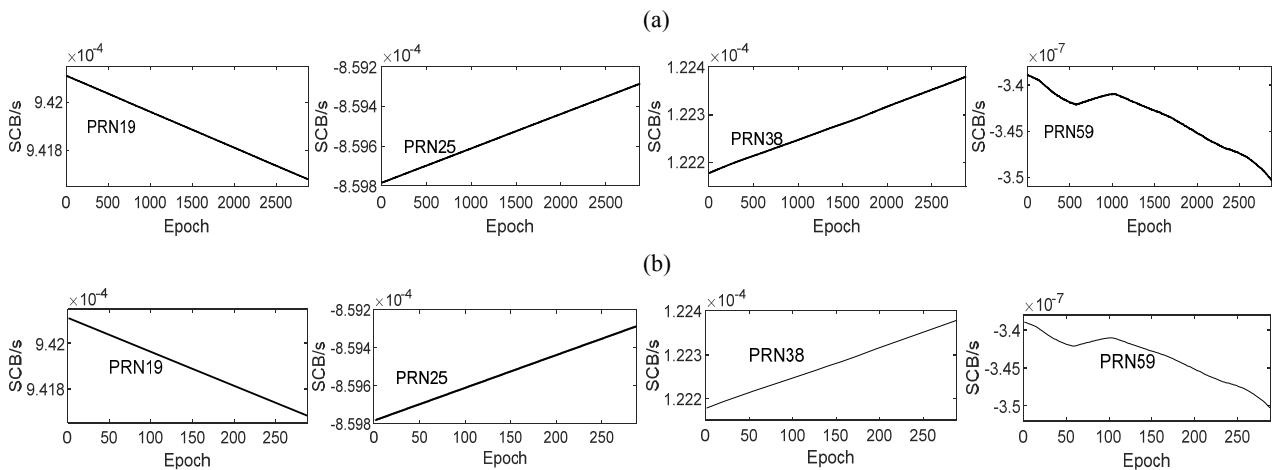 (a)
×10⁻⁴
SCB/s
9.42
9.418
PRN19
0 500 1000 1500 2000 2500
Epoch
×10⁻⁴
SCB/s
-8.592
-8.594
-8.596
-8.598
PRN25
0 500 1000 1500 2000 2500
Epoch
×10⁻⁴
SCB/s
1.224
1.223
1.222
PRN38
0 500 1000 1500 2000 2500
Epoch
×10⁻⁷
SCB/s
-3.4
-3.45
-3.5
PRN59
0 500 1000 1500 2000 2500
Epoch
(b)
×10⁻⁴
SCB/s
9.42
9.418
PRN19
0 50 100 150 200 250
Epoch
×10⁻⁴
SCB/s
-8.592
-8.594
-8.596
-8.598
PRN25
0 50 100 150 200 250
Epoch
×10⁻⁴
SCB/s
1.224
1.223
1.222
PRN38
0 50 100 150 200 250
Epoch
×10⁻⁷
SCB/s
-3.4
-3.45
-3.5
PRN59
0 50 100 150 200 250
Epoch